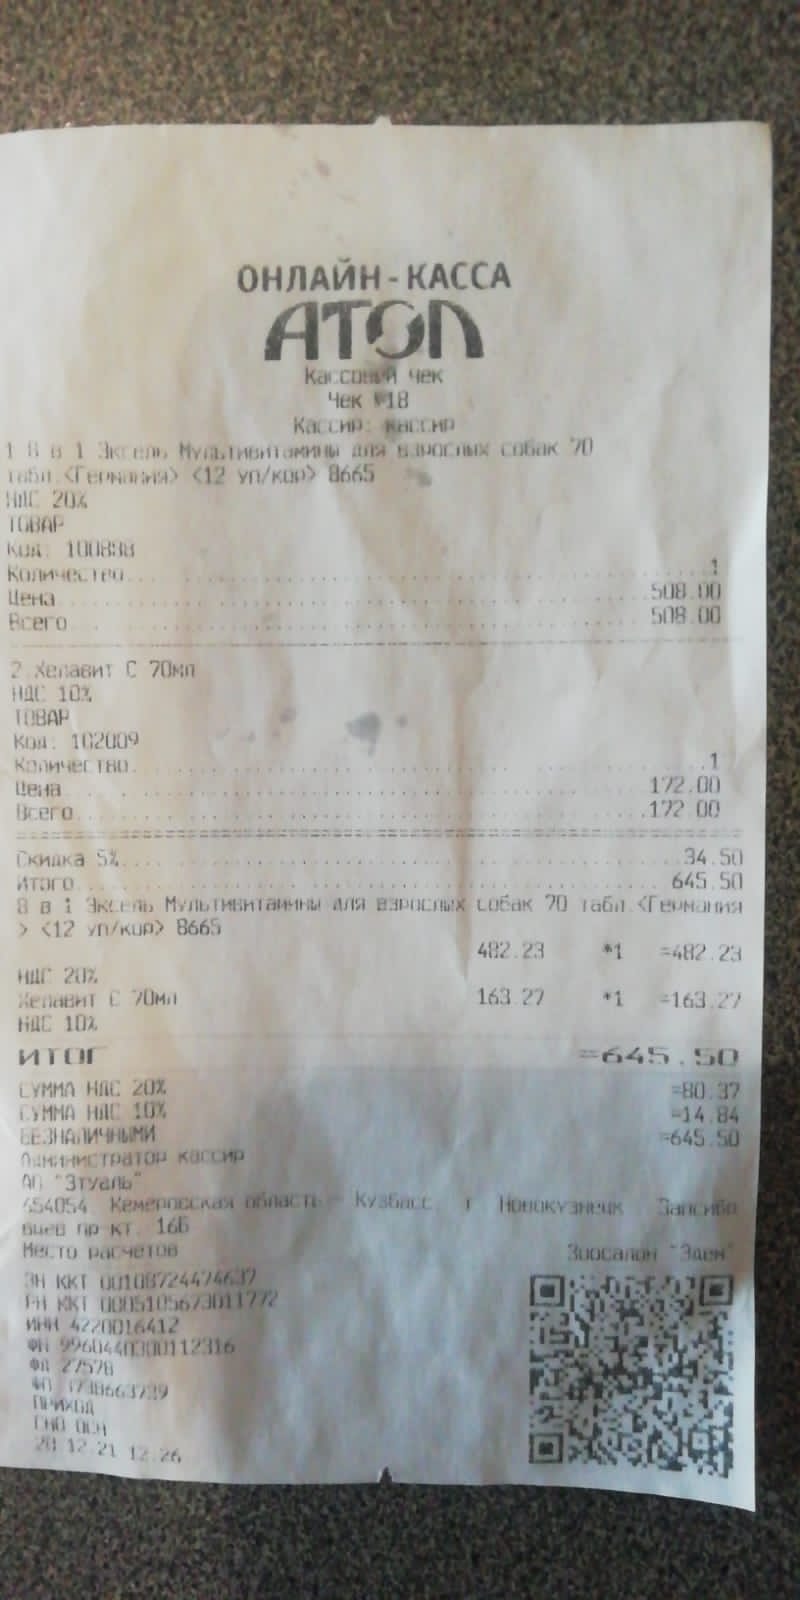 ОНЛАЙН-КАССА
АТОЛ
Кассовый чек
Чек №18
Кассир: кассир
1 8 в 1 Эксель Мультивитамины для взрослых собак 70
табл.<Германия> <12 уп/кор> 8665
НДС 20%
ТОВАР
Код: 100898
Количество 1
Цена 508.00
Всего 508.00
2 Хелавит С 70мл
НДС 10%
ТОВАР
Код: 102009
Количество 1
Цена 172.00
Всего 172.00
Скидка 5% 34.50
Итого 645.50
8 в 1 Эксель Мультивитамины для взрослых собак 70 табл.<Германия
> <12 уп/кор> 8665
482.23 *1 =482.23
НДС 20%
Хелавит С 70мл 163.27 *1 =163.27
НДС 10%
ИТОГ =645.50
СУММА НДС 20% =80.37
СУММА НДС 10% =14.84
БЕЗНАЛИЧНЫМИ =645.50
Администратор кассир
АО "Этуаль"
654054, Кемеровская область - Кузбасс, г Новокузнецк, Запсибо
вцев пр-кт, 16Б
Место расчетов Зоосалон "Эден"
ЗН ККТ 00108724474637
РН ККТ 0005105673011772
ИНН 4220016412
ФН 9960440300112316
ФД 27578
ФП 3738663739
ПРИХОД
СНО ОСН
20.12.21 12:26